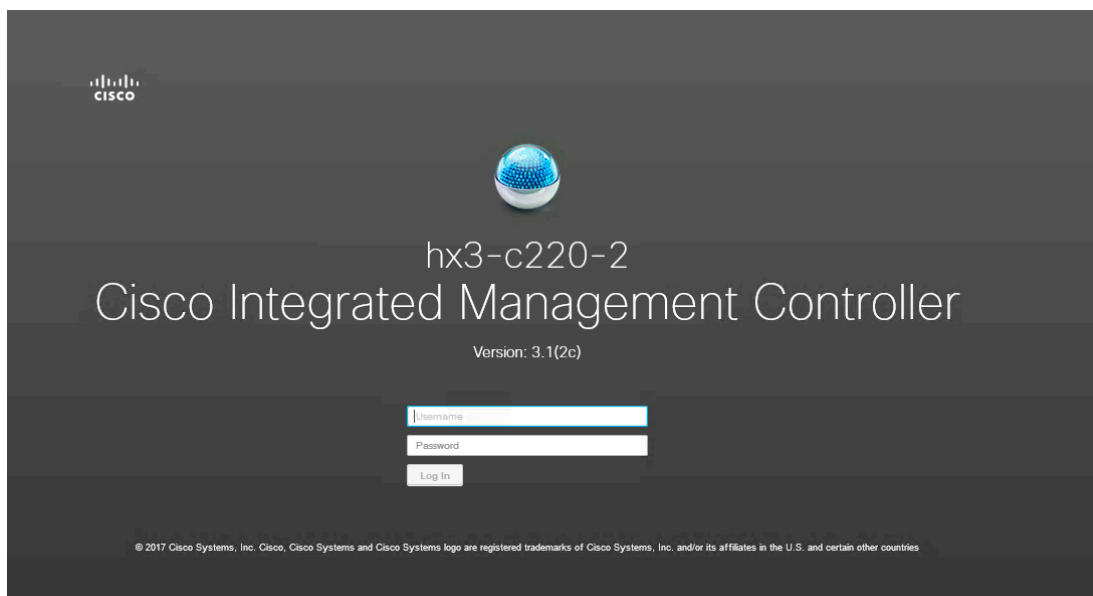 CISCO
hx3-c220-2
Cisco Integrated Management Controller
Version: 3.1(2c)
Username
Password
Log In
© 2017 Cisco Systems, Inc. Cisco, Cisco Systems and Cisco Systems logo are registered trademarks of Cisco Systems, Inc. and/or its affiliates in the U.S. and certain other countries